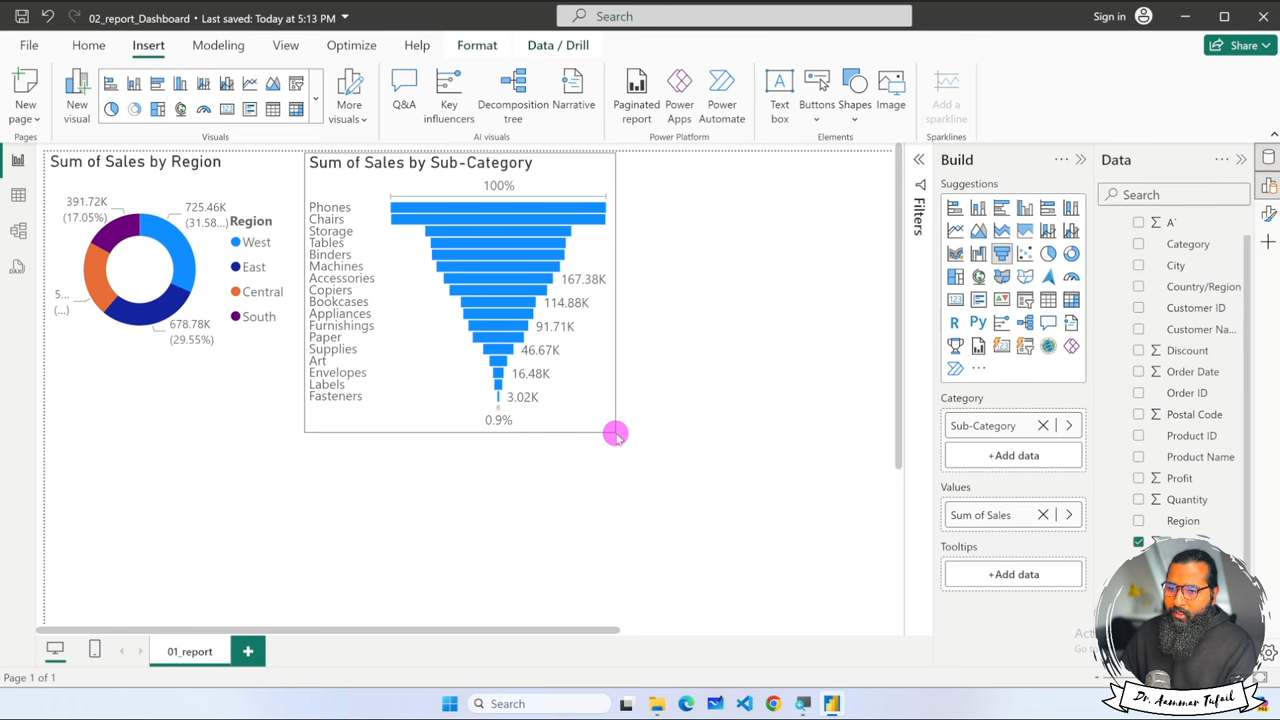 02_report_Dashboard • Last saved: Today at 5:13 PM
Search
Sign in
File Home Insert Modeling View Optimize Help Format Data / Drill
Share
New page
New visual
More visuals
Q&A
Key influencers
Decomposition tree
Narrative
Paginated report
Power Apps
Power Automate
Text box
Buttons
Shapes
Image
Add a sparkline
Pages
Visuals
AI visuals
Power Platform
Elements
Sparklines
Sum of Sales by Region
391.72K
(17.05%)
725.46K
(31.58...)
5...
(...)
678.78K
(29.55%)
Region
West
East
Central
South
Sum of Sales by Sub-Category
100%
Phones
Chairs
Storage
Tables
Binders
Machines
Accessories 167.38K
Copiers
Bookcases 114.88K
Appliances
Furnishings 91.71K
Paper
Supplies 46.67K
Art
Envelopes 16.48K
Labels
Fasteners 3.02K
0.9%
Filters
Build
Suggestions
R Py
Category
Sub-Category
+Add data
Values
Sum of Sales
+Add data
Tooltips
+Add data
Data
Search
A`
Category
City
Country/Region
Customer ID
Customer Na...
Discount
Order Date
Order ID
Postal Code
Product ID
Product Name
Profit
Quantity
Region
01_report
Page 1 of 1
Search
Dr. Aammar Tufail